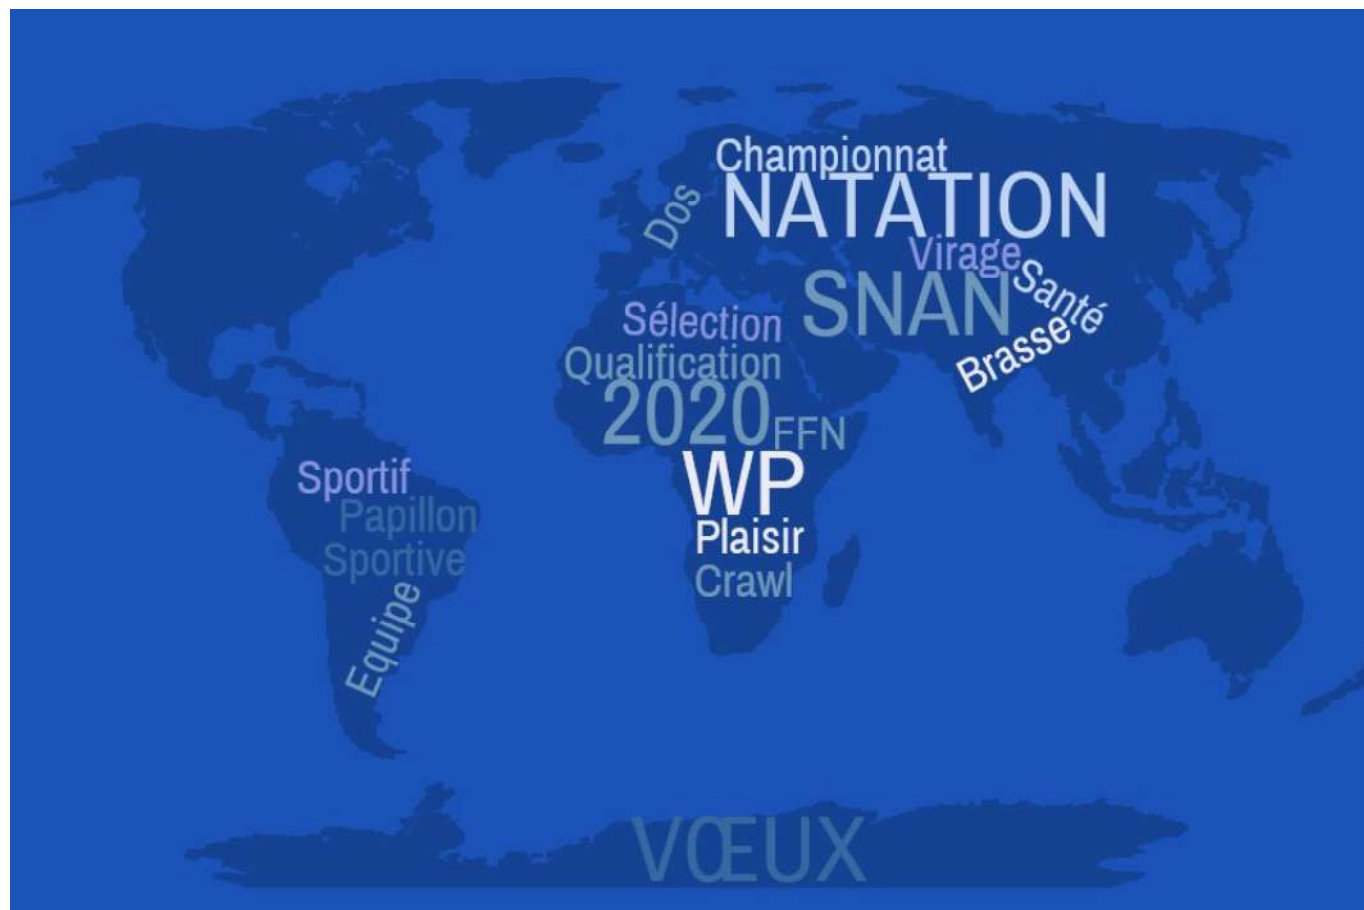 Championnat
NATATION
Dos
Virage
SNAN
Santé
Brasse
Sélection
Qualification
2020
FFN
WP
Plaisir
Crawl
Sportif
Papillon
Sportive
Equipe
VŒUX